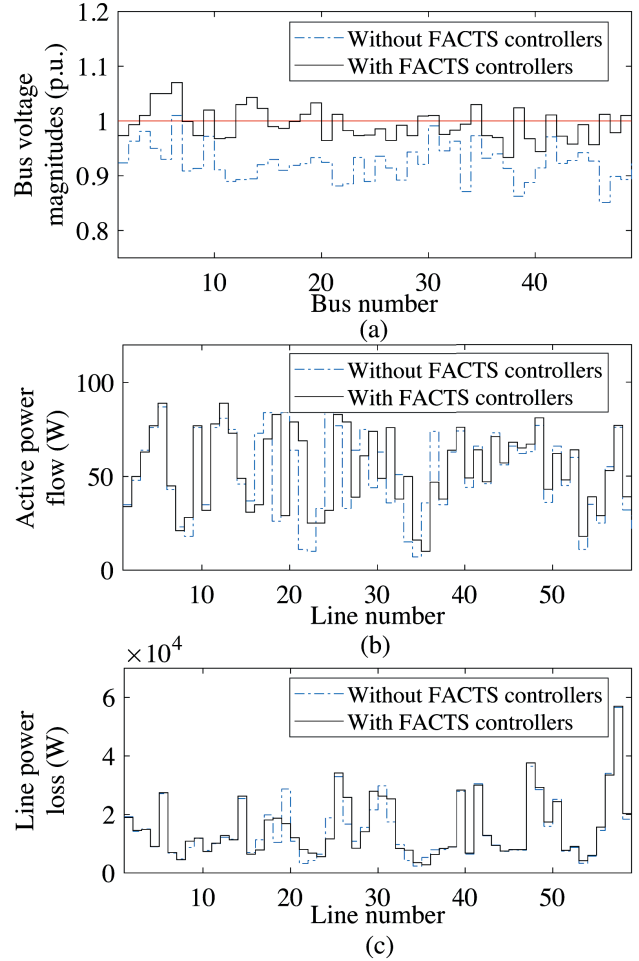 1.2
1.1
1
0.9
0.8
Bus voltage
magnitudes (p.u.)
Without FACTS controllers
With FACTS controllers
10
20
30
40
Bus number
(a)
100
50
0
Active power
flow (W)
Without FACTS controllers
With FACTS controllers
10
20
30
40
50
Line number
(b)
×10⁴
6
4
2
0
Line power
loss (W)
Without FACTS controllers
With FACTS controllers
10
20
30
40
50
Line number
(c)